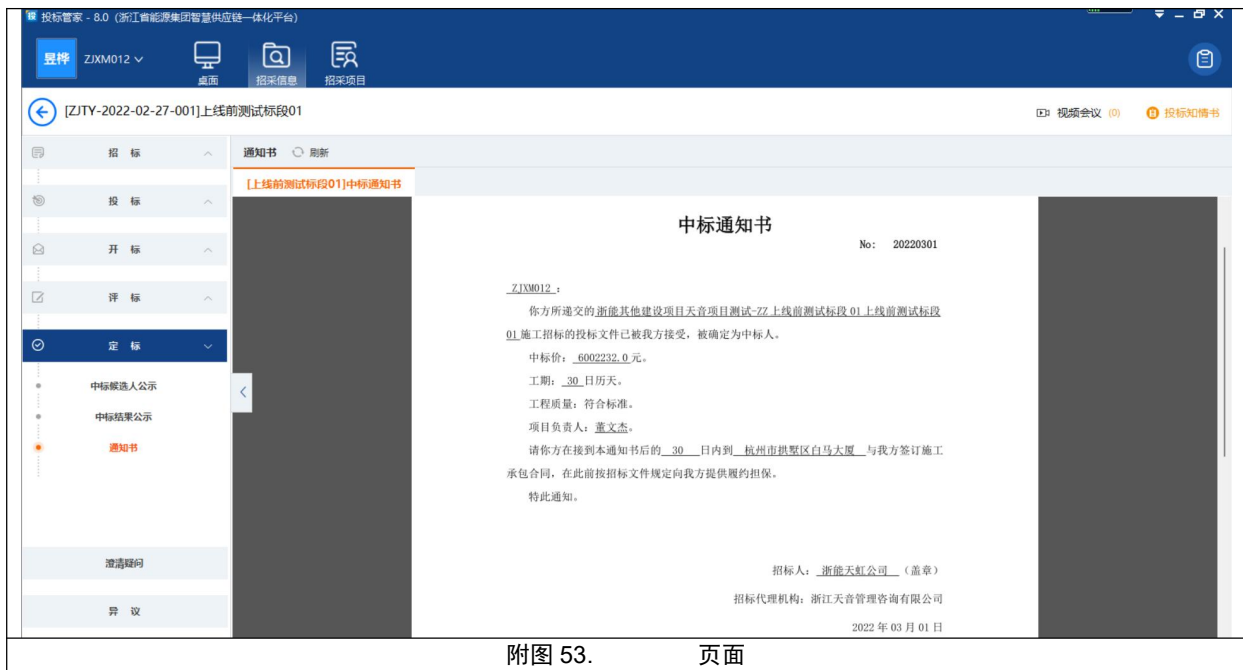 投标管家 - 8.0（浙江省能源集团智慧供应链一体化平台）
昱桦 ZJXM012
桌面 招采信息 招采项目
[ZJTY-2022-02-27-001]上线前测试标段01 视频会议 (0) 投标知情书
招 标
投 标
开 标
评 标
定 标
中标候选人公示
中标结果公示
通知书
澄清疑问
异 议
通知书 刷新
[上线前测试标段01]中标通知书
中标通知书
No： 20220301
ZJXM012 ：
你方所递交的 浙能其他建设项目天音项目测试-ZZ 上线前测试标段 01 上线前测试标段
01 施工招标的投标文件已被我方接受，被确定为中标人。
中标价： 6002232.0 元。
工期： 30 日历天。
工程质量：符合标准。
项目负责人：董文杰。
请你方在接到本通知书后的 30 日内到 杭州市拱墅区白马大厦 与我方签订施工
承包合同，在此前按招标文件规定向我方提供履约担保。
特此通知。
招标人： 浙能天虹公司 （盖章）
招标代理机构：浙江天音管理咨询有限公司
2022 年 03 月 01 日
附图 53. 页面